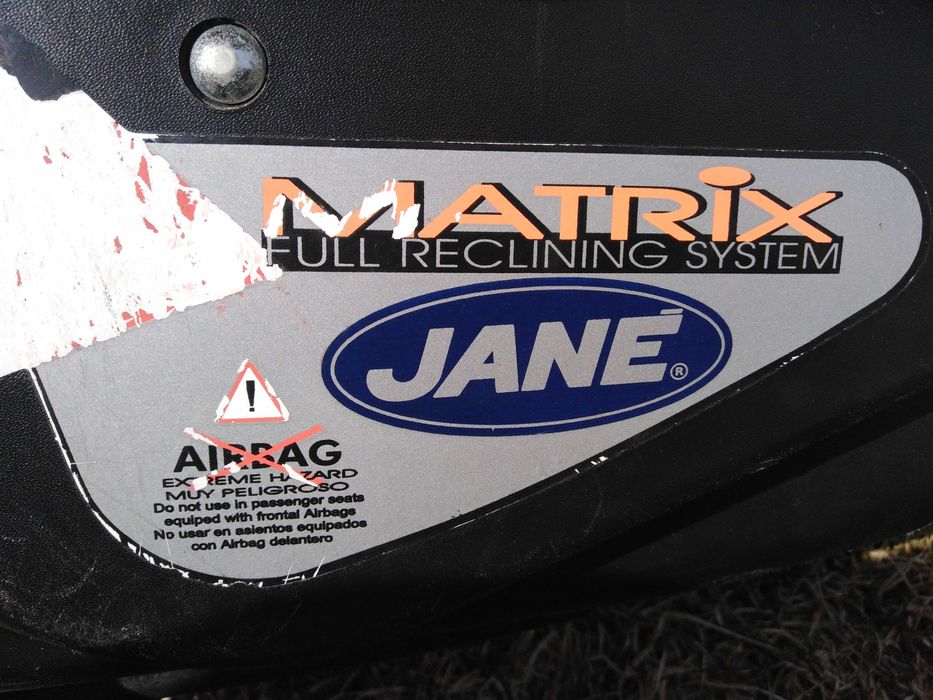 MATRiX
FULL RECLINING SYSTEM
JANÉ®
!
AIRBAG
EXTREME HAZARD
MUY PELIGROSO
Do not use in passenger seats
equiped with frontal Airbags
No usar en asientos equipados
con Airbag delantero